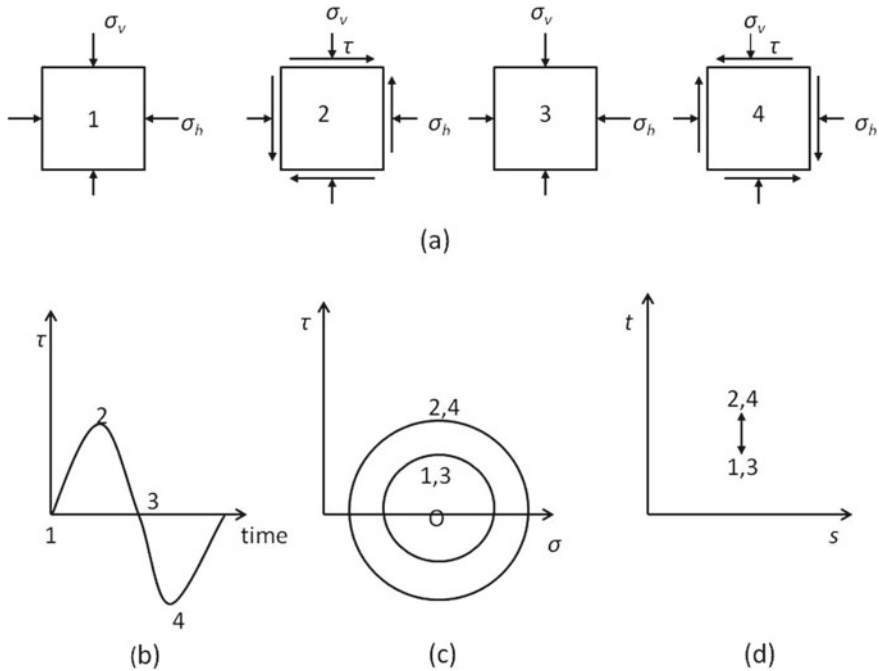 σᵥ σᵥ σᵥ σᵥ
τ τ
1 σₕ 2 σₕ 3 σₕ 4 σₕ
(a)
τ τ t
2 2,4 2,4
1,3 1,3
3
1 time O σ s
4
(b) (c) (d)